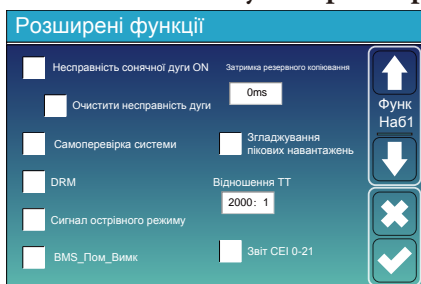 Розширені функції
Несправність сонячної дуги ON
Затримка резервного копіювання
0ms
Очистити несправність дуги
Функ
Наб1
Самоперевірка системи
Згладжування
пікових навантажень
DRM
Відношення ТТ
2000: 1
Сигнал острівного режиму
BMS_Пом_Вимк
Звіт CEI 0-21